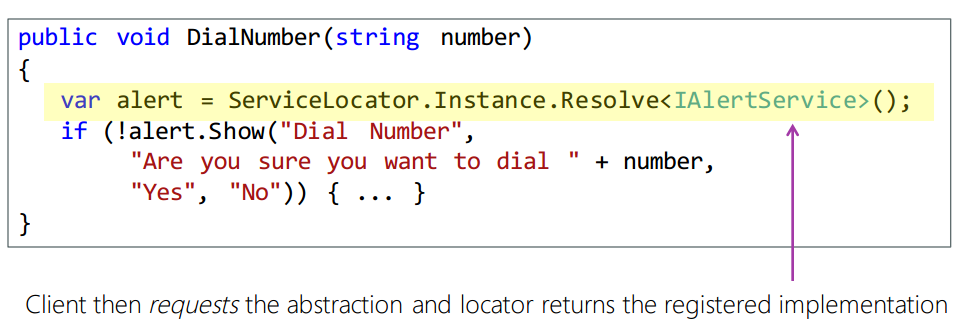 public void DialNumber(string number)
{
var alert = ServiceLocator.Instance.Resolve<IAlertService>();
if (!alert.Show("Dial Number",
"Are you sure you want to dial " + number,
"Yes", "No")) { ... }
}
Client then requests the abstraction and locator returns the registered implementation